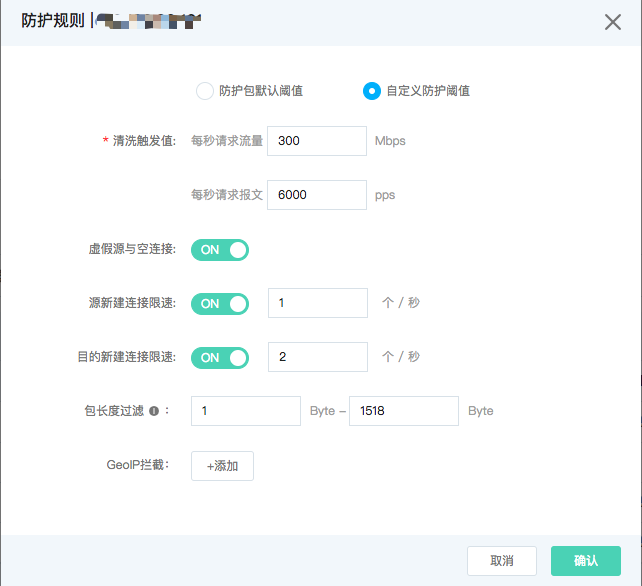 防护规则 |
防护包默认阈值 自定义防护阈值
* 清洗触发值: 每秒请求流量 300 Mbps
每秒请求报文 6000 pps
虚假源与空连接: ON
源新建连接限速: ON 1 个 / 秒
目的新建连接限速: ON 2 个 / 秒
包长度过滤 : 1 Byte – 1518 Byte
GeoIP拦截: +添加
取消 确认